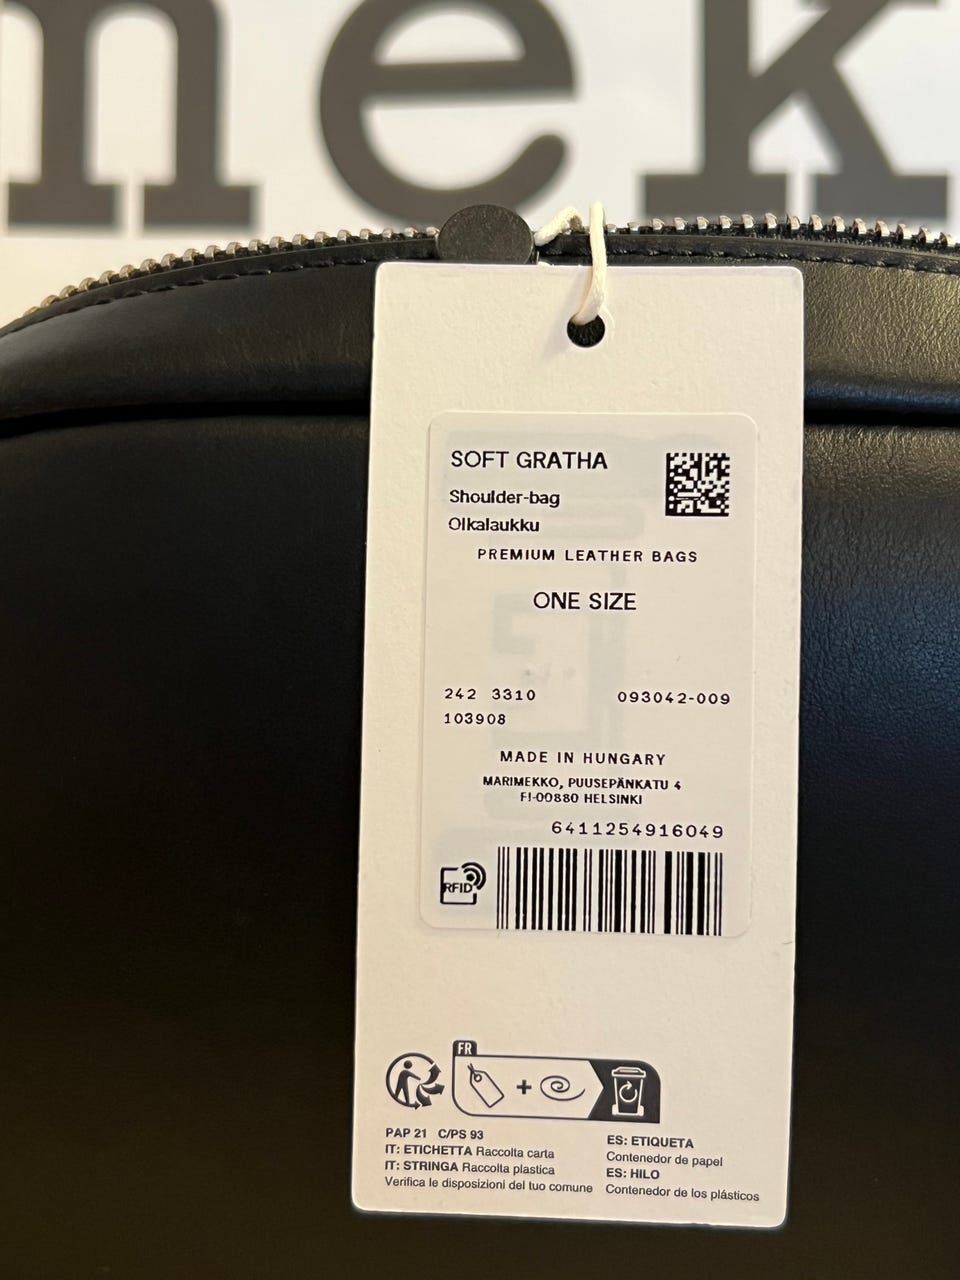 mek
SOFT GRATHA
Shoulder-bag
Olkalaukku
PREMIUM LEATHER BAGS
ONE SIZE
242 3310 093042-009
103908
MADE IN HUNGARY
MARIMEKKO, PUUSEPÄNKATU 4
FI-00880 HELSINKI
6411254916049
RFID
FR
PAP 21 C/PS 93
IT: ETICHETTA Raccolta carta
IT: STRINGA Raccolta plastica
Verifica le disposizioni del tuo comune
ES: ETIQUETA
Contenedor de papel
ES: HILO
Contenedor de los plásticos